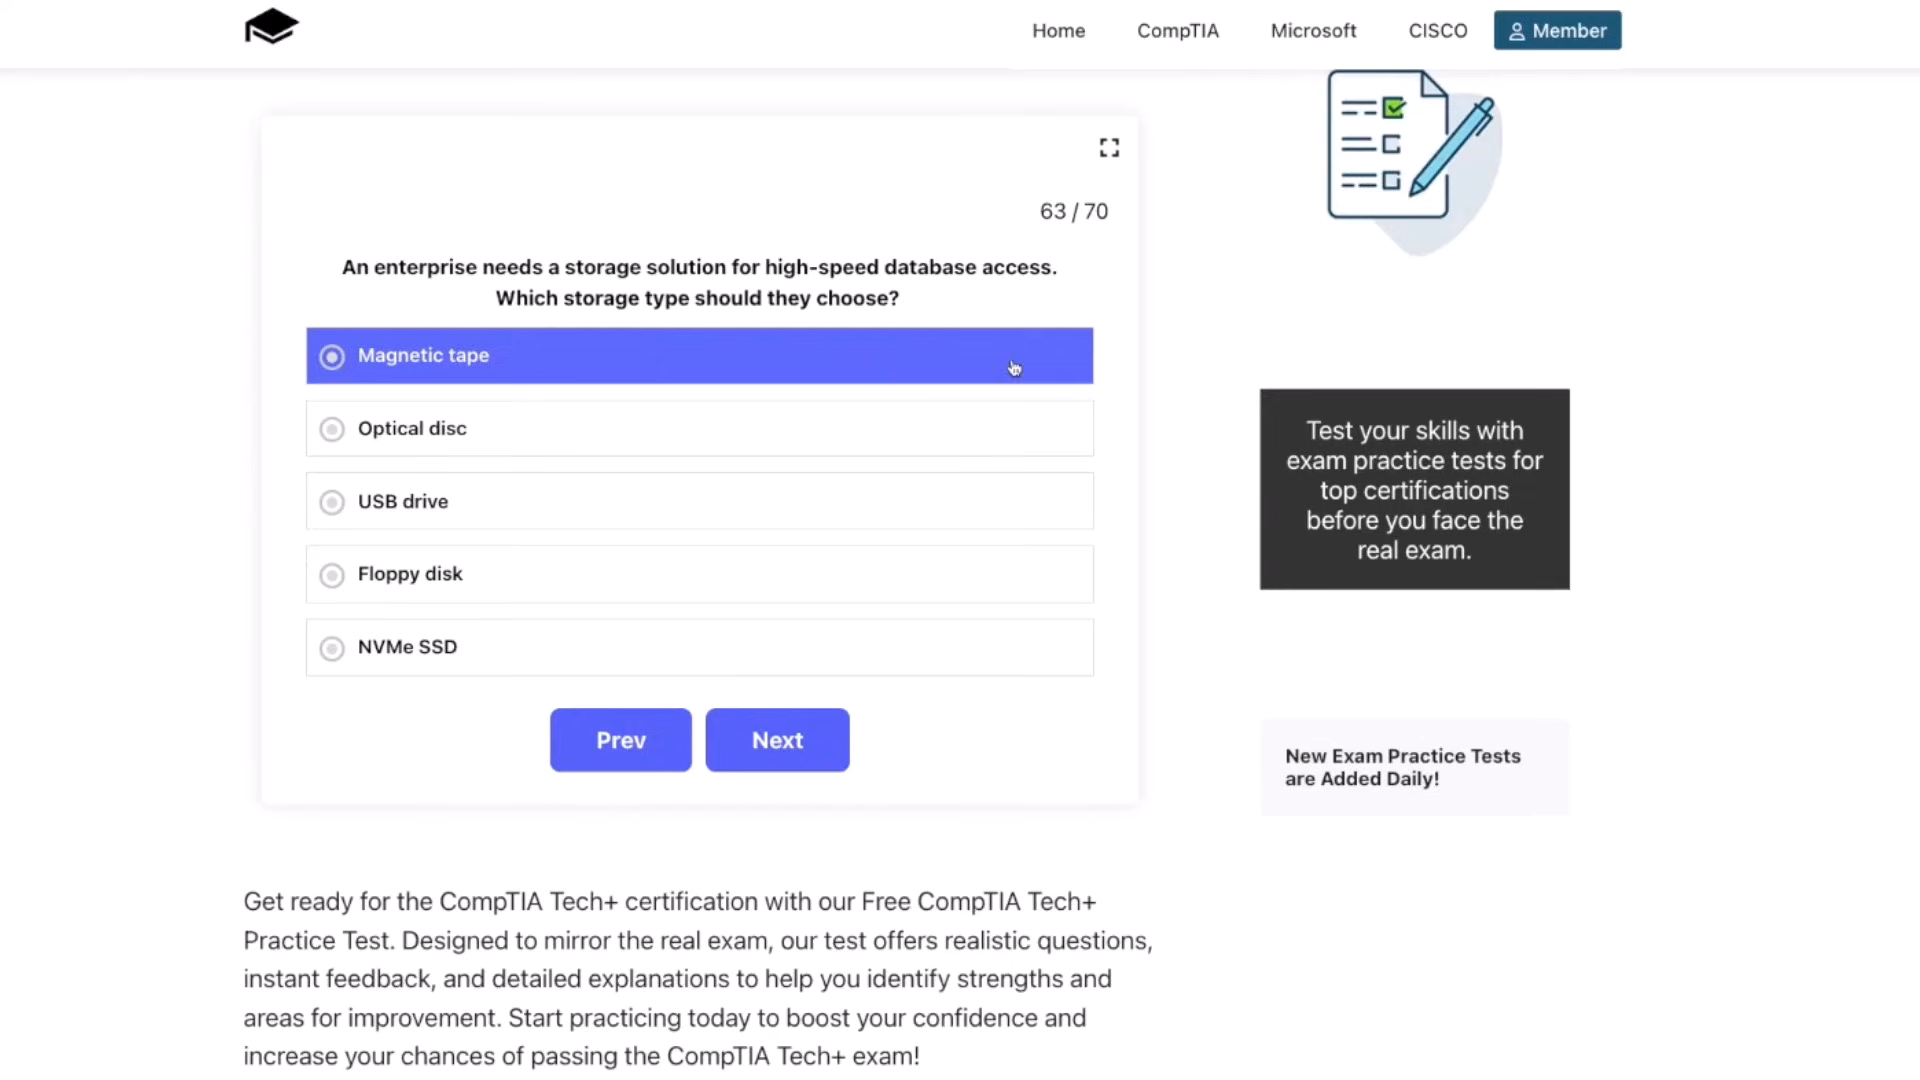 Home
CompTIA
Microsoft
CISCO
Member
63 / 70
An enterprise needs a storage solution for high-speed database access.
Which storage type should they choose?
Magnetic tape
Optical disc
USB drive
Floppy disk
NVMe SSD
Prev
Next
Test your skills with
exam practice tests for
top certifications
before you face the
real exam.
New Exam Practice Tests
are Added Daily!
Get ready for the CompTIA Tech+ certification with our Free CompTIA Tech+
Practice Test. Designed to mirror the real exam, our test offers realistic questions,
instant feedback, and detailed explanations to help you identify strengths and
areas for improvement. Start practicing today to boost your confidence and
increase your chances of passing the CompTIA Tech+ exam!